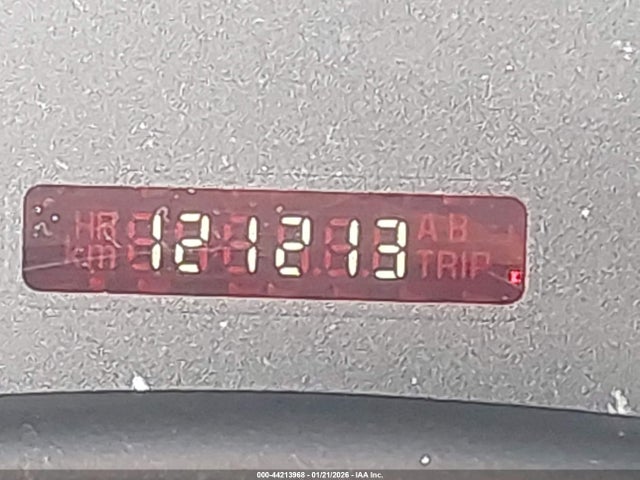 HR 121213 A B
km TRIP
000-44213968 - 01/21/2026 - IAA Inc.